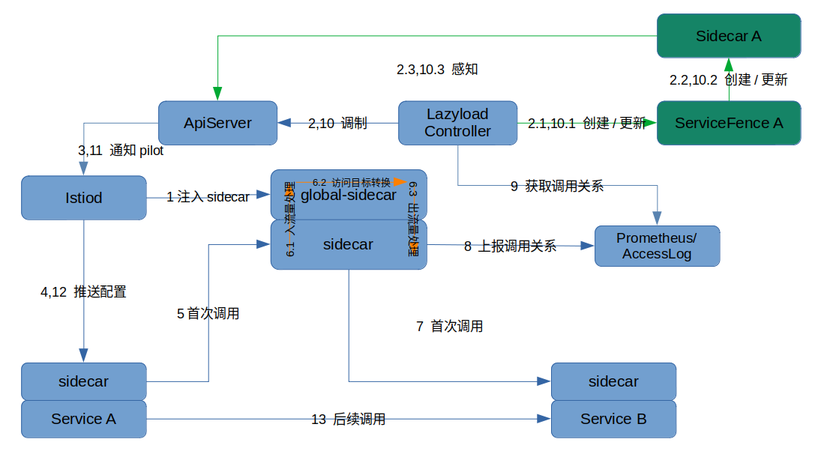 Sidecar A
2.3,10.3 感知
2.2,10.2 创建 / 更新
ApiServer
2,10 调制
Lazyload
Controller
2.1,10.1 创建 / 更新
ServiceFence A
3,11 通知 pilot
Istiod
1 注入 sidecar
6.2 访问目标转换
global-sidecar
6.1 入流量处理
6.3 出流量处理
sidecar
9 获取调用关系
8 上报调用关系
Prometheus/
AccessLog
4,12 推送配置
5 首次调用
7 首次调用
sidecar
Service A
13 后续调用
sidecar
Service B